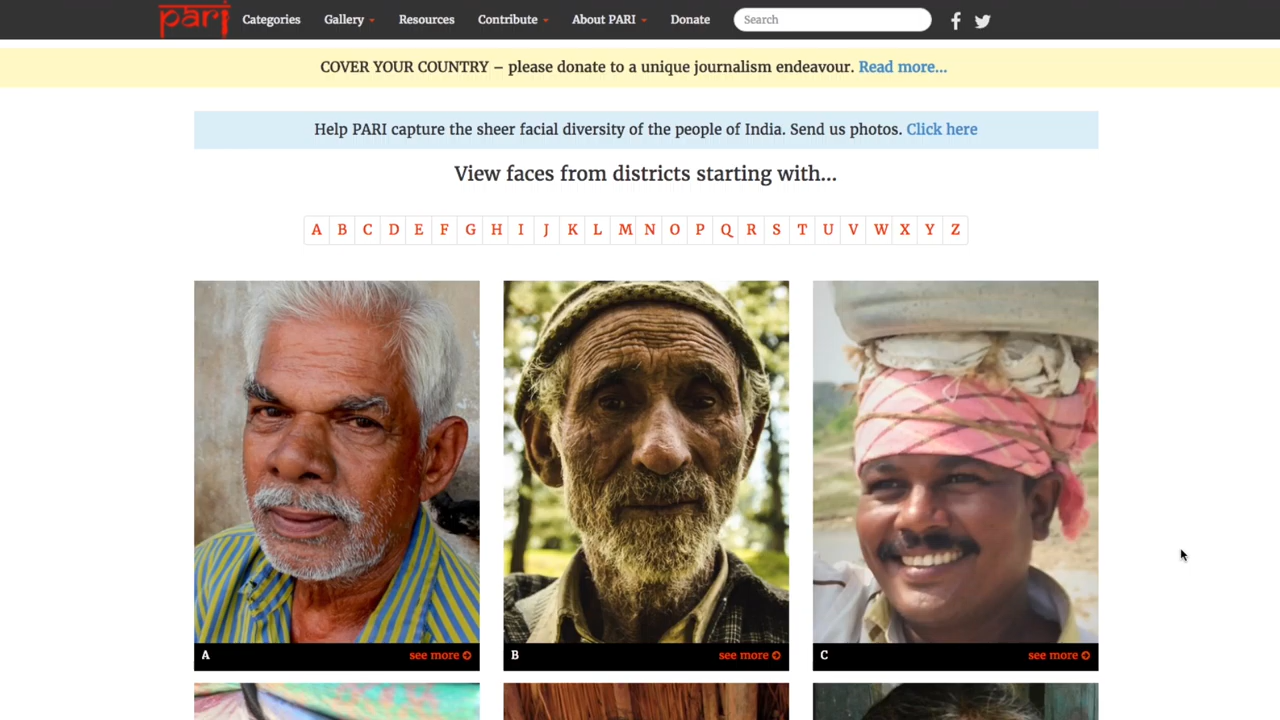 pari Categories Gallery Resources Contribute About PARI Donate Search
COVER YOUR COUNTRY – please donate to a unique journalism endeavour. Read more...
Help PARI capture the sheer facial diversity of the people of India. Send us photos. Click here
View faces from districts starting with...
A B C D E F G H I J K L M N O P Q R S T U V W X Y Z
A see more B see more C see more